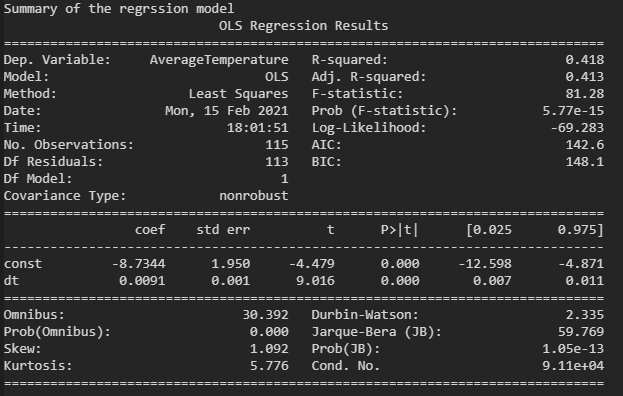 Summary of the regrssion model
                            OLS Regression Results
==============================================================================
Dep. Variable:     AverageTemperature   R-squared:                       0.418
Model:                            OLS   Adj. R-squared:                  0.413
Method:                 Least Squares   F-statistic:                     81.28
Date:                Mon, 15 Feb 2021   Prob (F-statistic):           5.77e-15
Time:                        18:01:51   Log-Likelihood:                -69.283
No. Observations:                 115   AIC:                             142.6
Df Residuals:                     113   BIC:                             148.1
Df Model:                           1
Covariance Type:            nonrobust
==============================================================================
                 coef    std err          t      P>|t|      [0.025      0.975]
------------------------------------------------------------------------------
const         -8.7344      1.950     -4.479      0.000     -12.598      -4.871
dt             0.0091      0.001      9.016      0.000       0.007       0.011
==============================================================================
Omnibus:                       30.392   Durbin-Watson:                   2.335
Prob(Omnibus):                  0.000   Jarque-Bera (JB):               59.769
Skew:                           1.092   Prob(JB):                     1.05e-13
Kurtosis:                       5.776   Cond. No.                     9.11e+04
==============================================================================